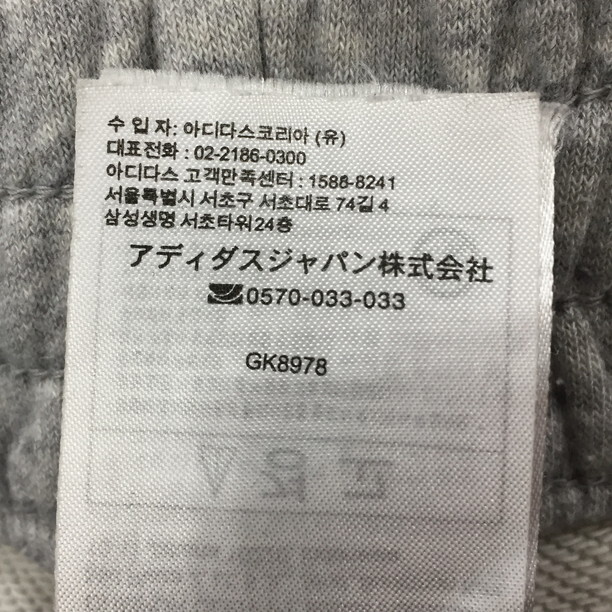 수 입 자: 아디다스코리아 (유)
대표전화 : 02-2186-0300
아디다스 고객만족센터 : 1588-8241
서울특별시 서초구 서초대로 74길 4
삼성생명 서초타워24층
アディダスジャパン株式会社
0570-033-033
GK8978